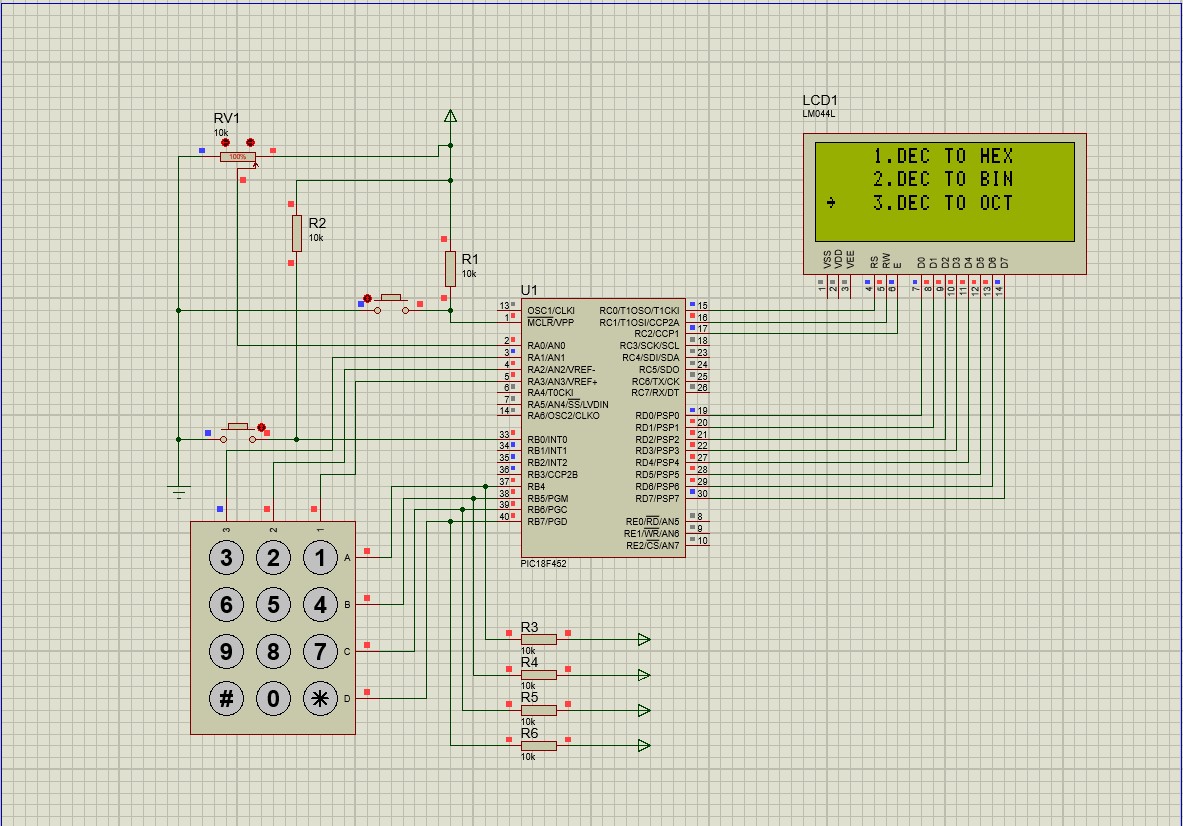 LCD1
LM044L
1.DEC TO HEX
2.DEC TO BIN
→ 3.DEC TO OCT
VSS VDD VEE RS RW E D0 D1 D2 D3 D4 D5 D6 D7
1 2 3 4 5 6 7 8 9 10 11 12 13 14
RV1
10k
100%
R2
10k
R1
10k
U1
13 OSC1/CLKI RC0/T1OSO/T1CKI 15
1 MCLR/VPP RC1/T1OSI/CCP2A 16
RC2/CCP1 17
2 RA0/AN0 RC3/SCK/SCL 18
3 RA1/AN1 RC4/SDI/SDA 23
4 RA2/AN2/VREF- RC5/SDO 24
5 RA3/AN3/VREF+ RC6/TX/CK 25
6 RA4/T0CKI RC7/RX/DT 26
7 RA5/AN4/SS/LVDIN
14 RA6/OSC2/CLKO RD0/PSP0 19
RD1/PSP1 20
33 RB0/INT0 RD2/PSP2 21
34 RB1/INT1 RD3/PSP3 22
35 RB2/INT2 RD4/PSP4 27
36 RB3/CCP2B RD5/PSP5 28
37 RB4 RD6/PSP6 29
38 RB5/PGM RD7/PSP7 30
39 RB6/PGC
40 RB7/PGD RE0/RD/AN5 8
RE1/WR/AN6 9
RE2/CS/AN7 10
PIC18F452
3 2 1
3 2 1 A
6 5 4 B
9 8 7 C
# 0 * D
R3
10k
R4
10k
R5
10k
R6
10k